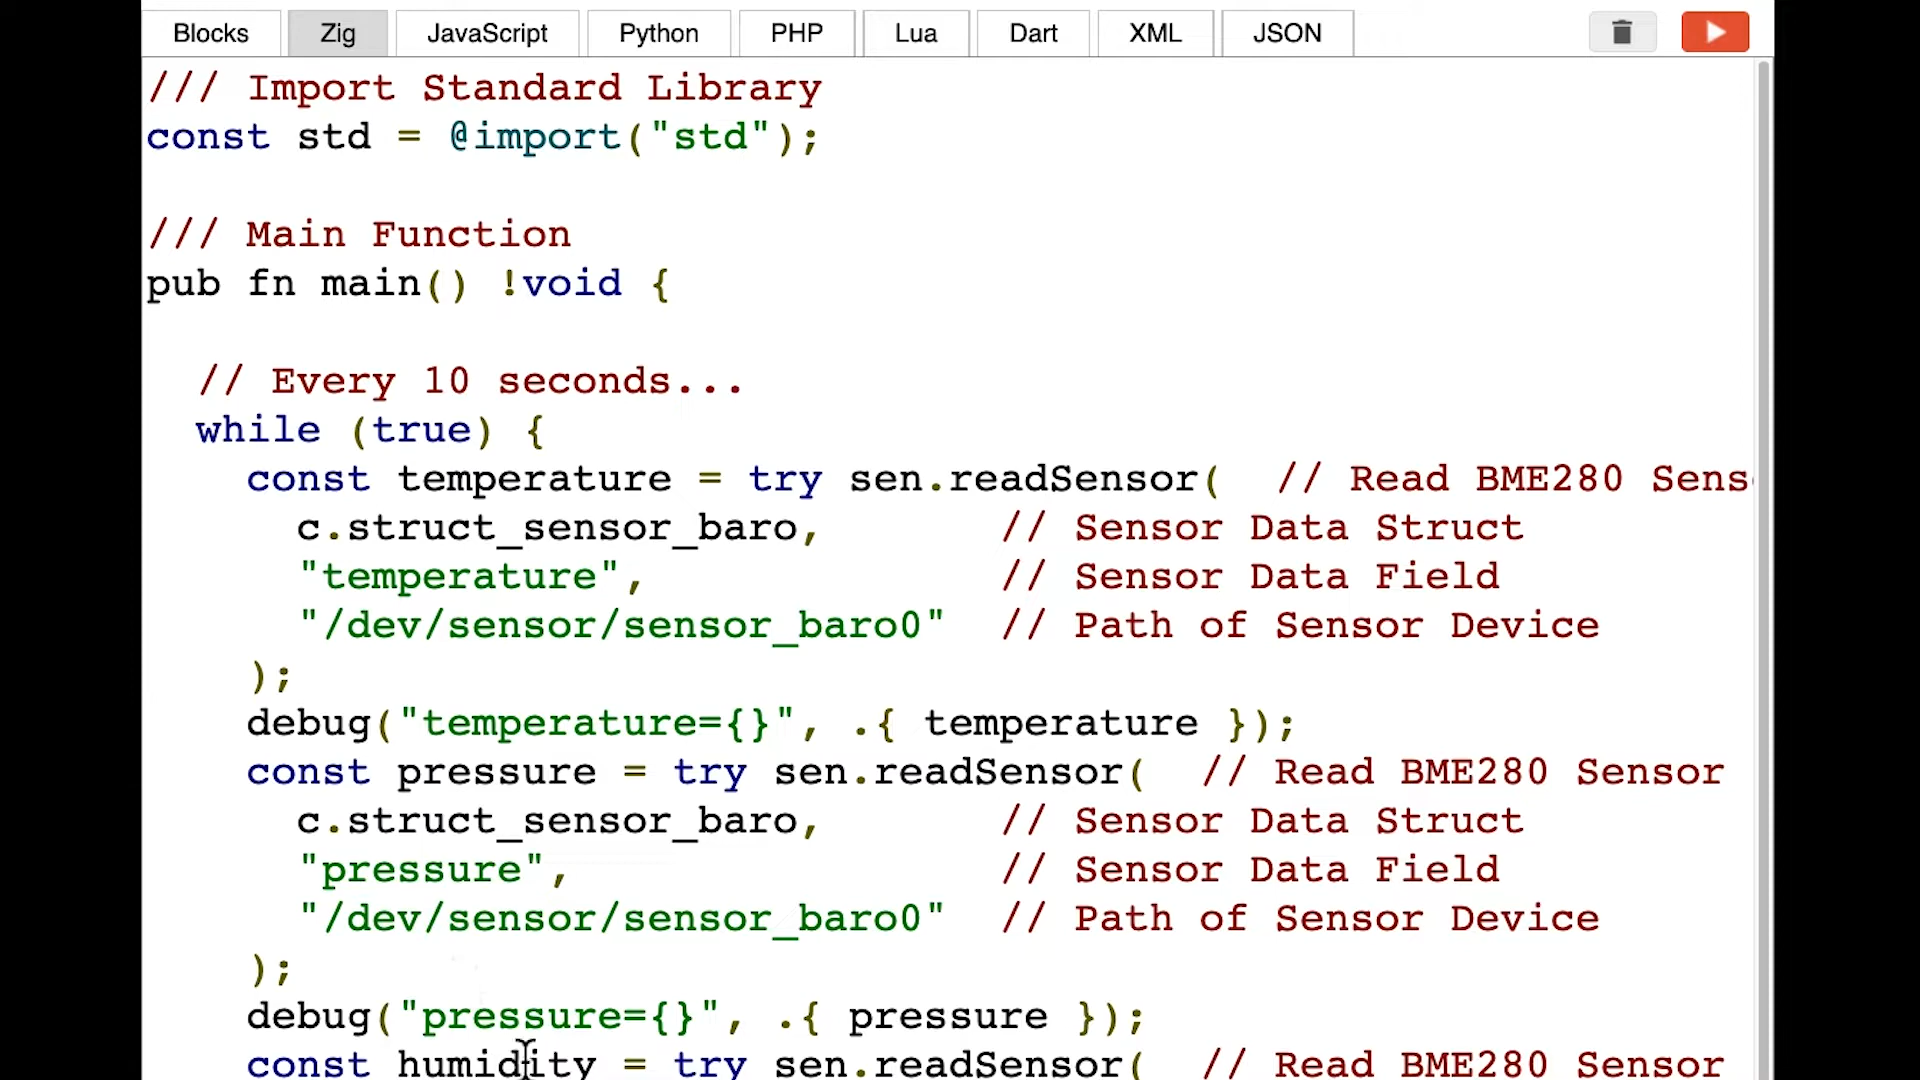 Blocks Zig JavaScript Python PHP Lua Dart XML JSON
/// Import Standard Library
const std = @import("std");
/// Main Function
pub fn main() !void {
// Every 10 seconds...
while (true) {
const temperature = try sen.readSensor(  // Read BME280 Sens
c.struct_sensor_baro,  // Sensor Data Struct
"temperature",  // Sensor Data Field
"/dev/sensor/sensor_baro0"  // Path of Sensor Device
);
debug("temperature={}", .{ temperature });
const pressure = try sen.readSensor(  // Read BME280 Sensor
c.struct_sensor_baro,  // Sensor Data Struct
"pressure",  // Sensor Data Field
"/dev/sensor/sensor_baro0"  // Path of Sensor Device
);
debug("pressure={}", .{ pressure });
const humidity = try sen.readSensor(  // Read BME280 Sensor